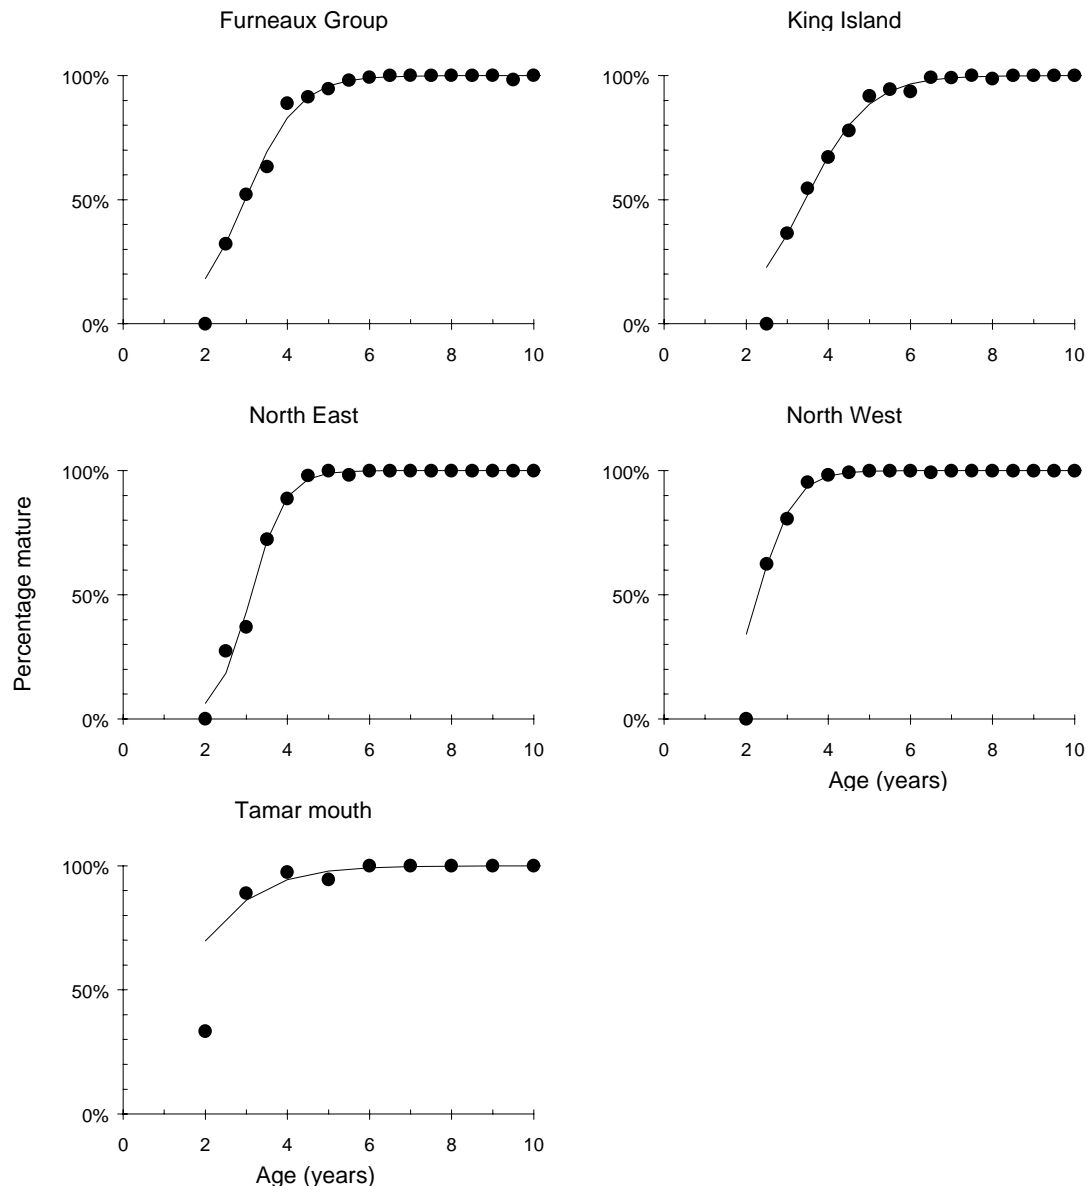 Furneaux Group
King Island
100%
50%
0%
0 2 4 6 8 10
100%
50%
0%
0 2 4 6 8 10
North East
North West
Percentage mature
100%
50%
0%
0 2 4 6 8 10
100%
50%
0%
0 2 4 6 8 10
Age (years)
Tamar mouth
100%
50%
0%
0 2 4 6 8 10
Age (years)